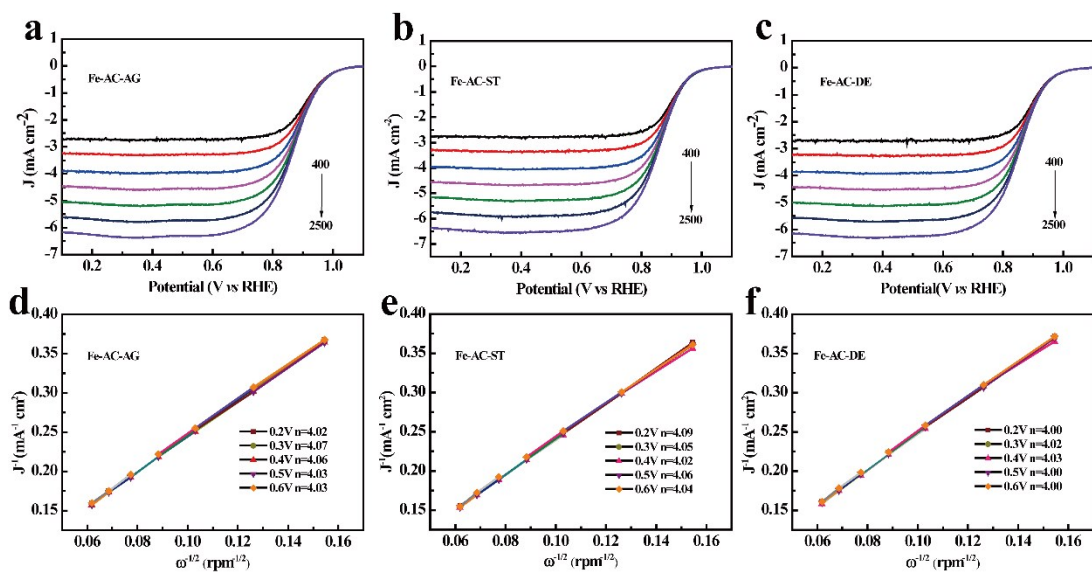 a
Fe-AC-AG
J (mA cm⁻²)
0
-1
-2
-3
-4
-5
-6
-7
400
2500
0.2 0.4 0.6 0.8 1.0
Potential (V vs RHE)
b
Fe-AC-ST
J (mA cm⁻²)
0
-1
-2
-3
-4
-5
-6
-7
400
2500
0.2 0.4 0.6 0.8 1.0
Potential (V vs RHE)
c
Fe-AC-DE
J (mA cm⁻²)
0
-1
-2
-3
-4
-5
-6
-7
400
2500
0.2 0.4 0.6 0.8 1.0
Potential(V vs RHE)
d
Fe-AC-AG
J⁻¹ (mA⁻¹ cm²)
0.40
0.35
0.30
0.25
0.20
0.15
0.2V n=4.02
0.3V n=4.07
0.4V n=4.06
0.5V n=4.03
0.6V n=4.03
0.06 0.08 0.10 0.12 0.14 0.16
ω⁻¹/² (rpm⁻¹/²)
e
Fe-AC-ST
J⁻¹ (mA⁻¹ cm²)
0.40
0.35
0.30
0.25
0.20
0.15
0.2V n=4.09
0.3V n=4.05
0.4V n=4.02
0.5V n=4.06
0.6V n=4.04
0.06 0.08 0.10 0.12 0.14 0.16
ω⁻¹/² (rpm⁻¹/²)
f
Fe-AC-DE
J⁻¹ (mA⁻¹ cm²)
0.40
0.35
0.30
0.25
0.20
0.15
0.2V n=4.00
0.3V n=4.02
0.4V n=4.03
0.5V n=4.00
0.6V n=4.00
0.06 0.08 0.10 0.12 0.14 0.16
ω⁻¹/² (rpm⁻¹/²)